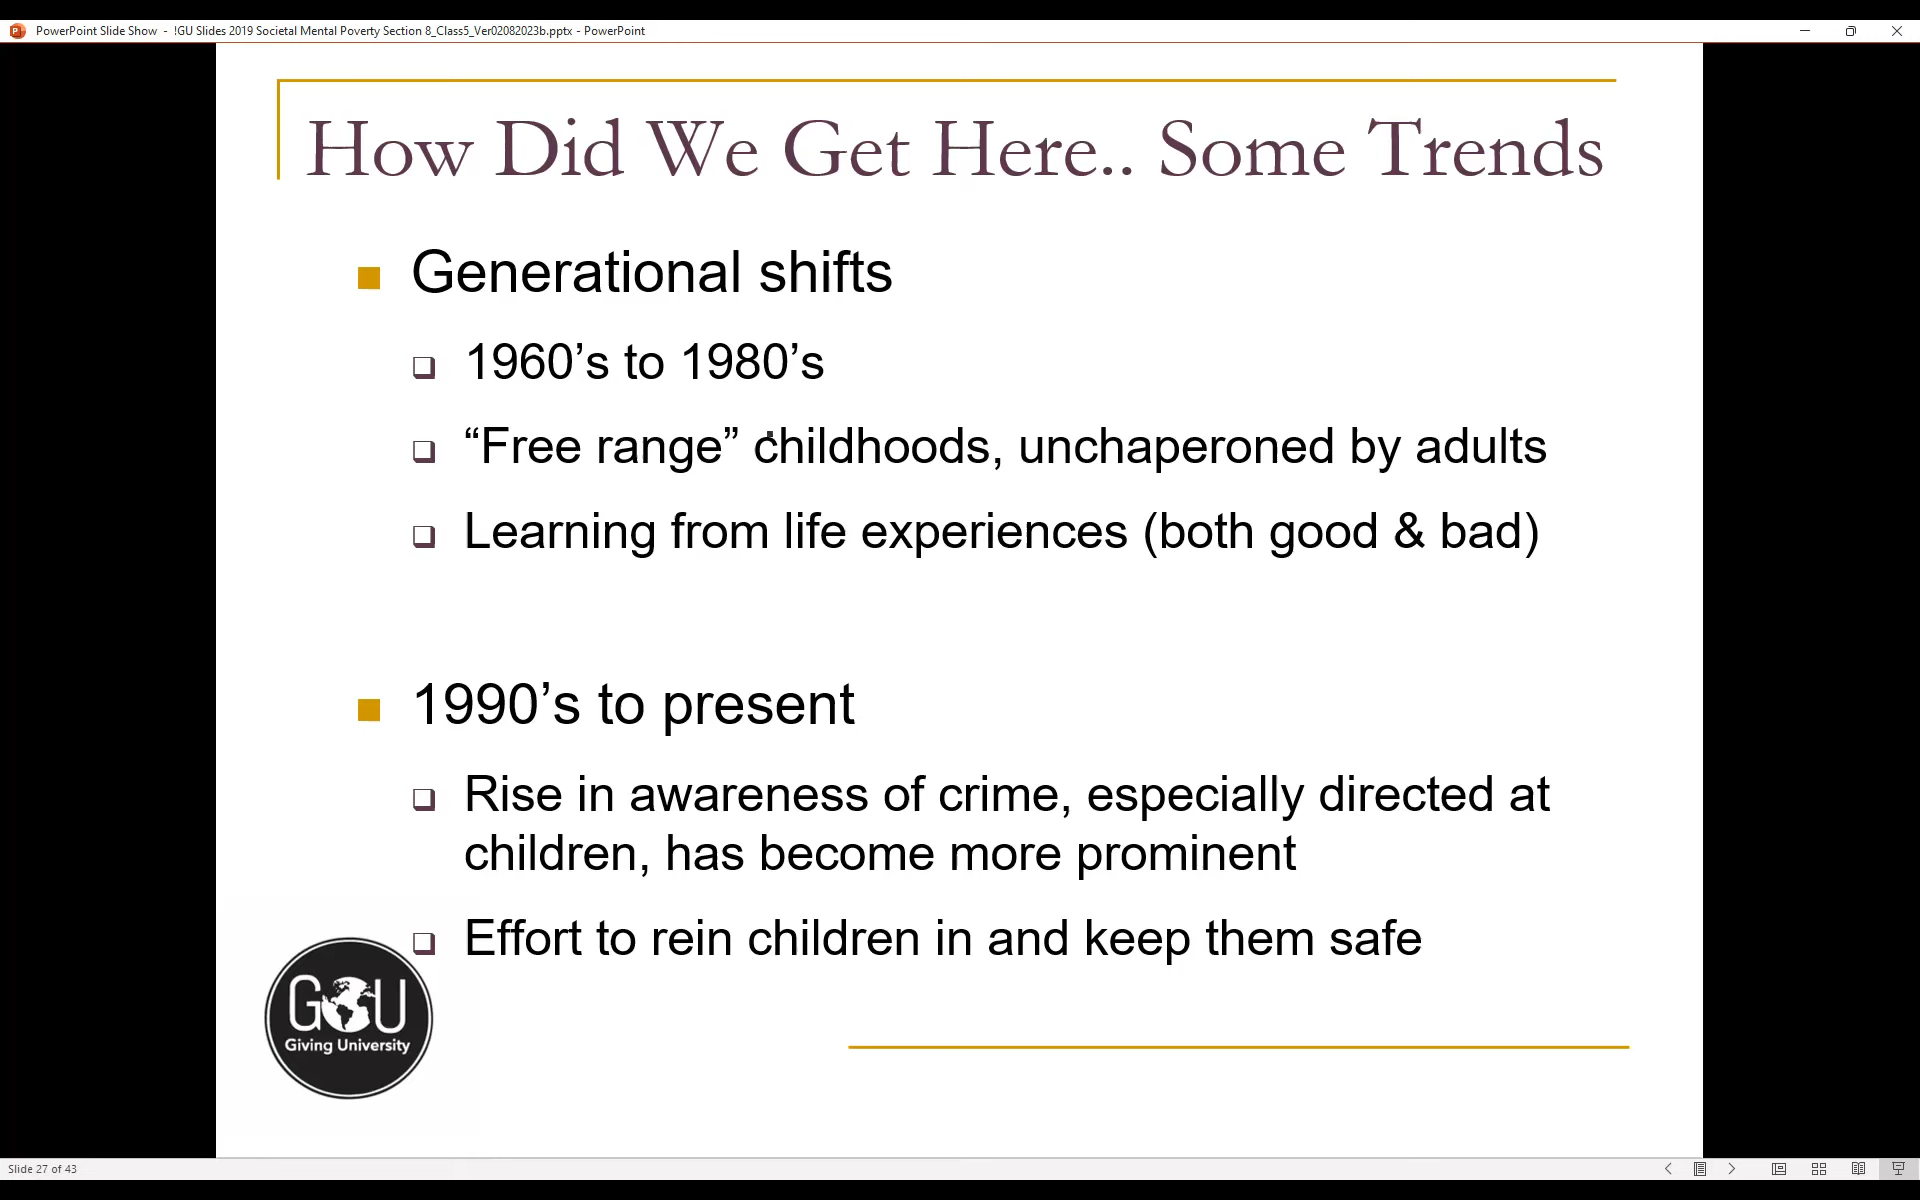 PowerPoint Slide Show - !GU Slides 2019 Societal Mental Poverty Section 8_Class5_Ver02082023b.pptx - PowerPoint
How Did We Get Here.. Some Trends
Generational shifts
1960’s to 1980’s
“Free range” childhoods, unchaperoned by adults
Learning from life experiences (both good & bad)
1990’s to present
Rise in awareness of crime, especially directed at
children, has become more prominent
Effort to rein children in and keep them safe
GU
Giving University
Slide 27 of 43